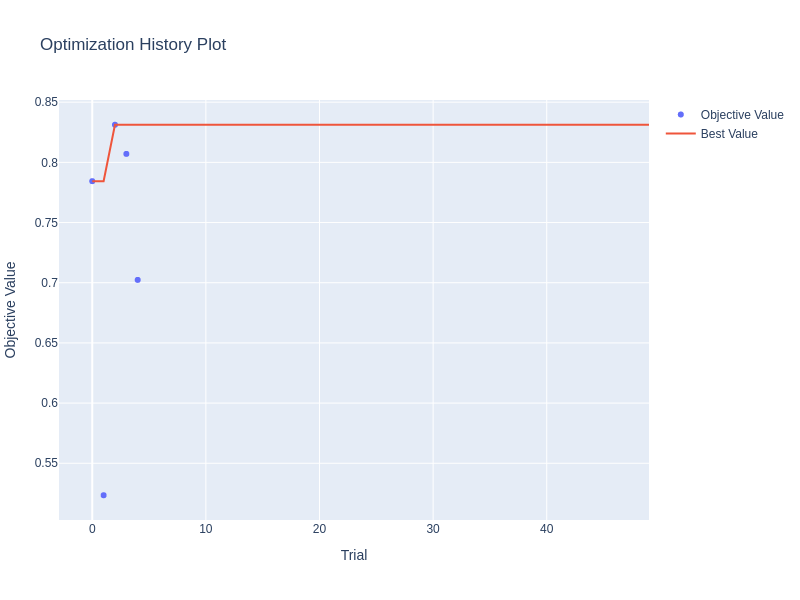 Optimization History Plot
Objective Value
Best Value
0.85
0.8
0.75
0.7
0.65
0.6
0.55
Objective Value
0
10
20
30
40
Trial